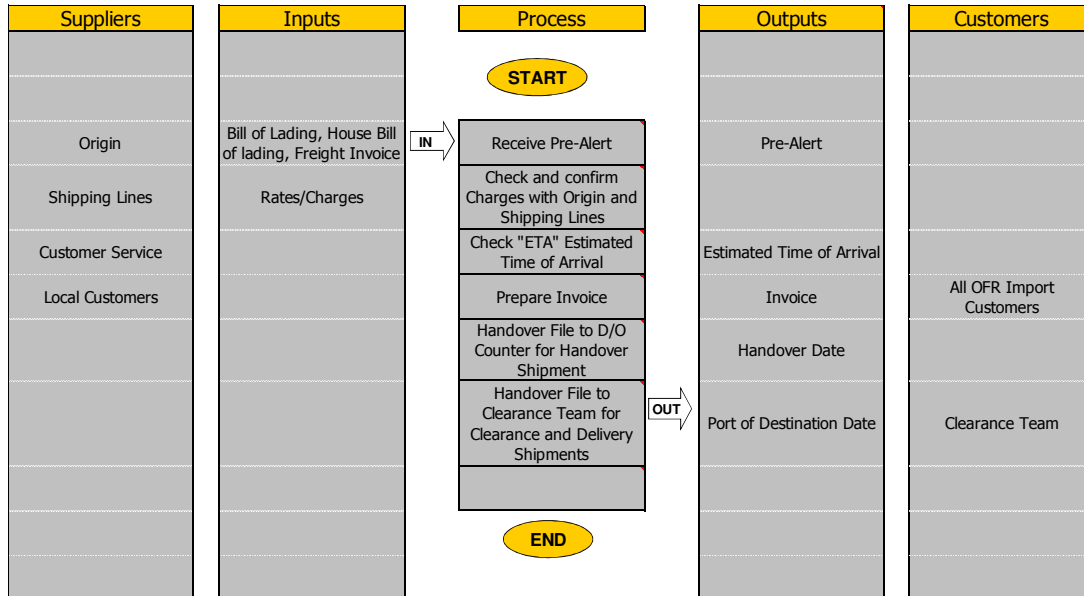 Suppliers
Inputs
Process
Outputs
Customers
START
Origin
Bill of Lading, House Bill
of lading, Freight Invoice
IN
Receive Pre-Alert
Pre-Alert
Shipping Lines
Rates/Charges
Check and confirm
Charges with Origin and
Shipping Lines
Customer Service
Check "ETA" Estimated
Time of Arrival
Estimated Time of Arrival
Local Customers
Prepare Invoice
Invoice
All OFR Import
Customers
Handover File to D/O
Counter for Handover
Shipment
Handover Date
Handover File to
Clearance Team for
Clearance and Delivery
Shipments
OUT
Port of Destination Date
Clearance Team
END